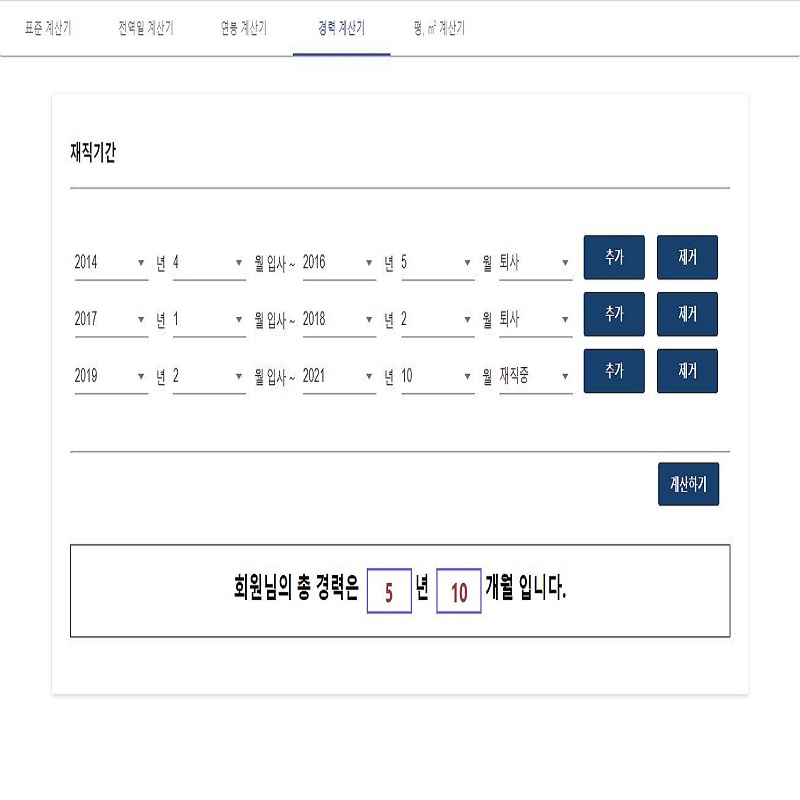 표준 계산기 전역일 계산기 연봉 계산기 경력 계산기 평, ㎡ 계산기
재직기간
2014 년 4 월 입사 ~ 2016 년 5 월 퇴사 추가 제거
2017 년 1 월 입사 ~ 2018 년 2 월 퇴사 추가 제거
2019 년 2 월 입사 ~ 2021 년 10 월 재직중 추가 제거
계산하기
회원님의 총 경력은 5 년 10 개월 입니다.